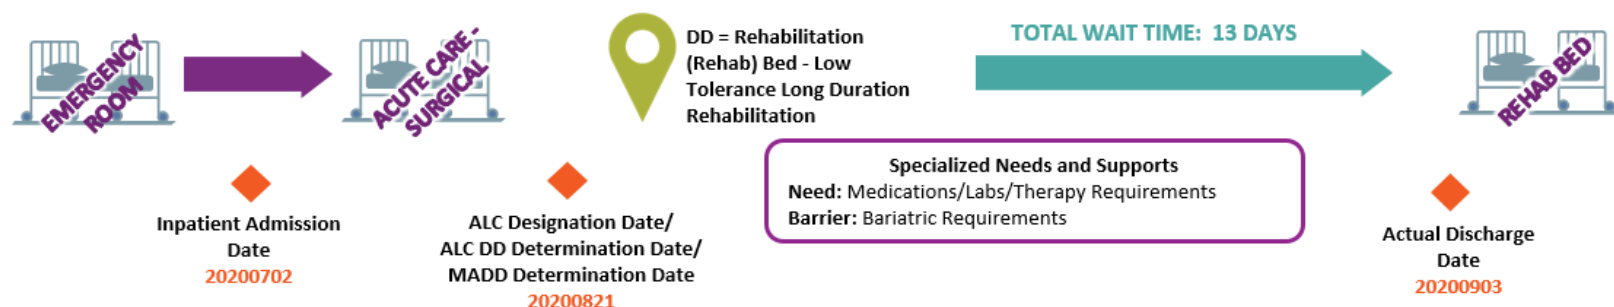 EMERGENCY
ROOM
ACUTE CARE -
SURGICAL
DD = Rehabilitation
(Rehab) Bed - Low
Tolerance Long Duration
Rehabilitation
TOTAL WAIT TIME: 13 DAYS
REHAB BED
Specialized Needs and Supports
Need: Medications/Labs/Therapy Requirements
Barrier: Bariatric Requirements
Inpatient Admission
Date
20200702
ALC Designation Date/
ALC DD Determination Date/
MADD Determination Date
20200821
Actual Discharge
Date
20200903